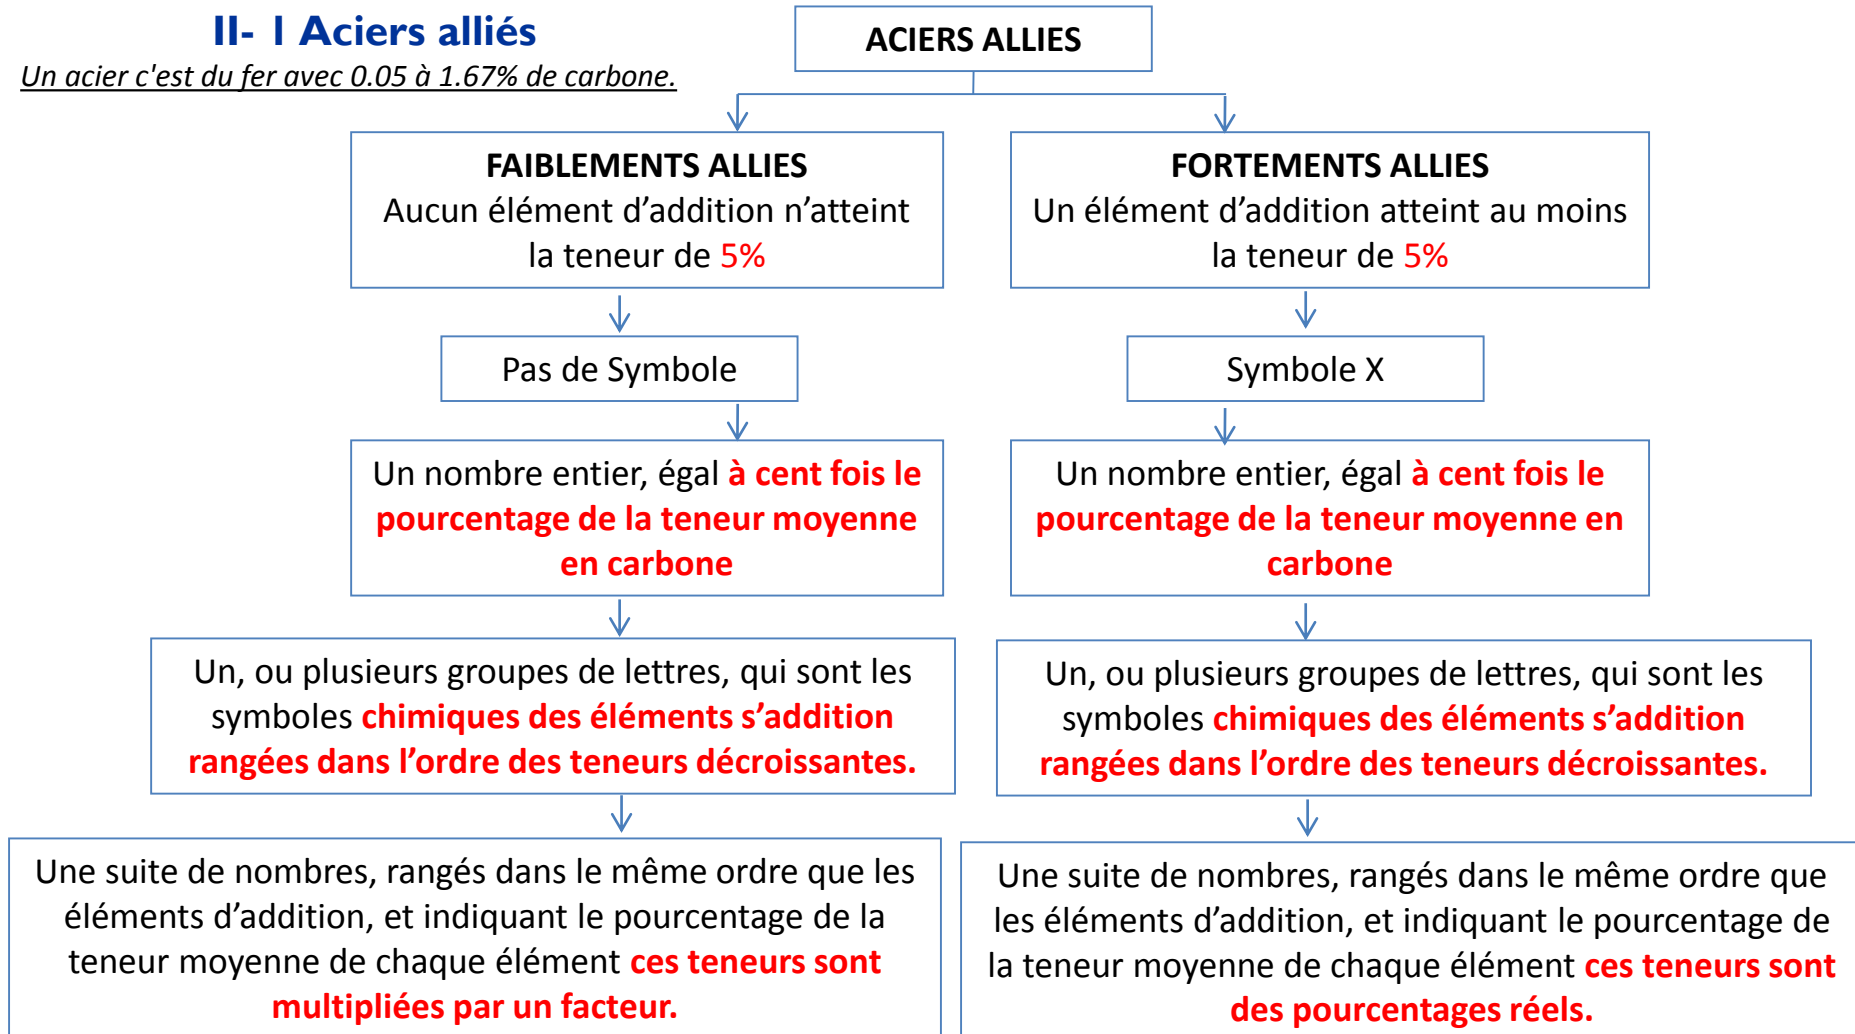 II- 1 Aciers alliés
Un acier c'est du fer avec 0.05 à 1.67% de carbone.
ACIERS ALLIES
FAIBLEMENTS ALLIES
Aucun élément d’addition n’atteint
la teneur de 5%
FORTEMENTS ALLIES
Un élément d’addition atteint au moins
la teneur de 5%
Pas de Symbole
Symbole X
Un nombre entier, égal à cent fois le
pourcentage de la teneur moyenne
en carbone
Un nombre entier, égal à cent fois le
pourcentage de la teneur moyenne en
carbone
Un, ou plusieurs groupes de lettres, qui sont les
symboles chimiques des éléments s’addition
rangées dans l’ordre des teneurs décroissantes.
Un, ou plusieurs groupes de lettres, qui sont les
symboles chimiques des éléments s’addition
rangées dans l’ordre des teneurs décroissantes.
Une suite de nombres, rangés dans le même ordre que les
éléments d’addition, et indiquant le pourcentage de la
teneur moyenne de chaque élément ces teneurs sont
multipliées par un facteur.
Une suite de nombres, rangés dans le même ordre que
les éléments d’addition, et indiquant le pourcentage de
la teneur moyenne de chaque élément ces teneurs sont
des pourcentages réels.